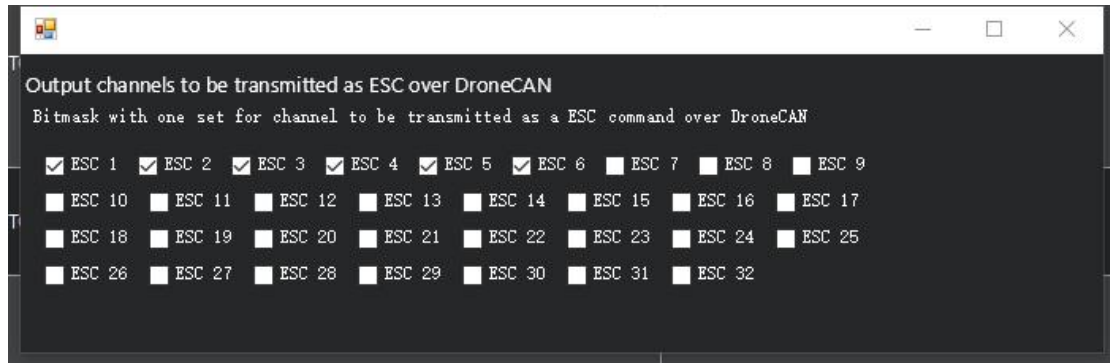 Output channels to be transmitted as ESC over DroneCAN
Bitmask with one set for channel to be transmitted as a ESC command over DroneCAN
ESC 1 ESC 2 ESC 3 ESC 4 ESC 5 ESC 6 ESC 7 ESC 8 ESC 9
ESC 10 ESC 11 ESC 12 ESC 13 ESC 14 ESC 15 ESC 16 ESC 17
ESC 18 ESC 19 ESC 20 ESC 21 ESC 22 ESC 23 ESC 24 ESC 25
ESC 26 ESC 27 ESC 28 ESC 29 ESC 30 ESC 31 ESC 32